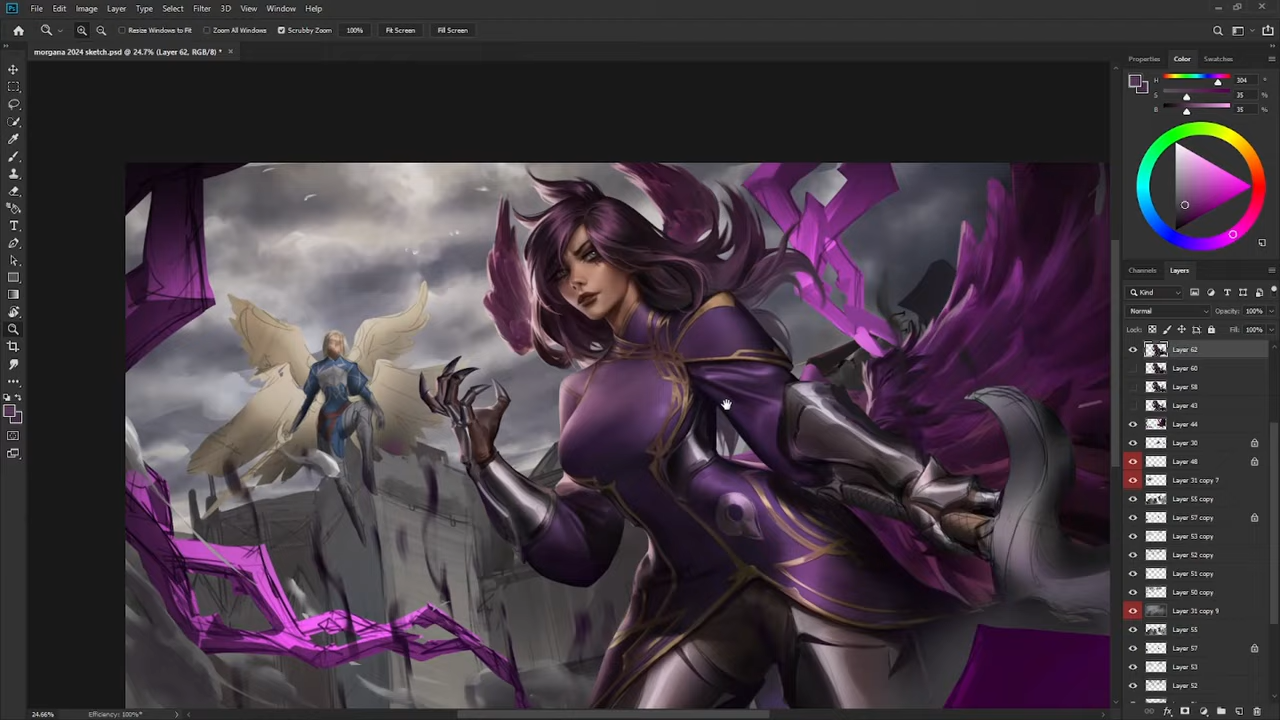 Ps File Edit Image Layer Type Select Filter 3D View Window Help
Resize Windows to Fit Zoom All Windows Scrubby Zoom 100% Fit Screen Fill Screen
morgana 2024 sketch.psd @ 24.7% (Layer 62, RGB/8) * ×
Properties Color Swatches
H 304 °
S 35 %
B 35 %
Channels Layers
Kind
Normal Opacity: 100%
Lock: Fill: 100%
Layer 62
Layer 60
Layer 58
Layer 43
Layer 44
Layer 30
Layer 48
Layer 31 copy 7
Layer 55 copy
Layer 57 copy
Layer 53 copy
Layer 52 copy
Layer 51 copy
Layer 50 copy
Layer 31 copy 9
Layer 55
Layer 57
Layer 53
Layer 52
24.66% Efficiency: 100%*